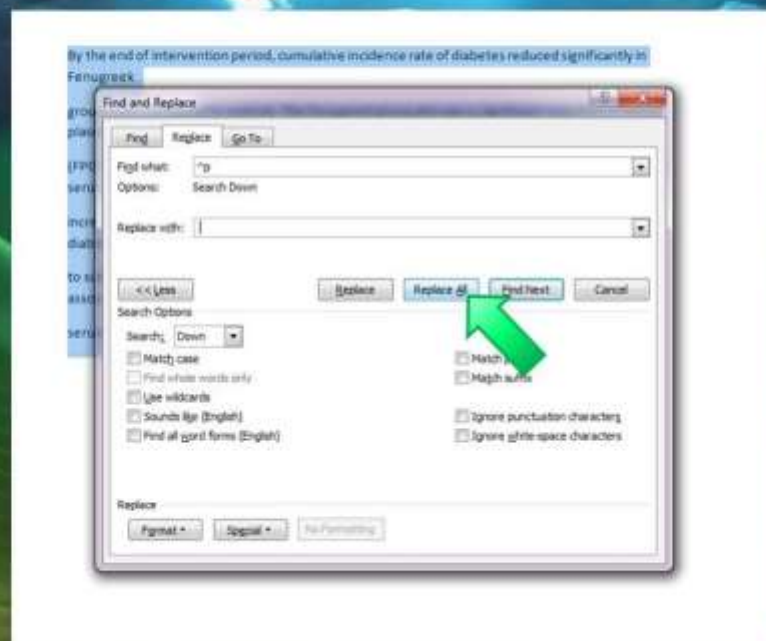 By the end of intervention period, cumulative incidence rate of diabetes reduced significantly in
Fenugreek
Find and Replace
Find Replace Go To
Find what: ^p
Options: Search Down
Replace with:
<< Less Replace Replace All Find Next Cancel
Search Options
Search: Down
Match case
Find whole words only Match
Use wildcards
Sounds like (English) Ignore punctuation characters
Find all word forms (English) Ignore white-space characters
Replace
Format Special No Formatting